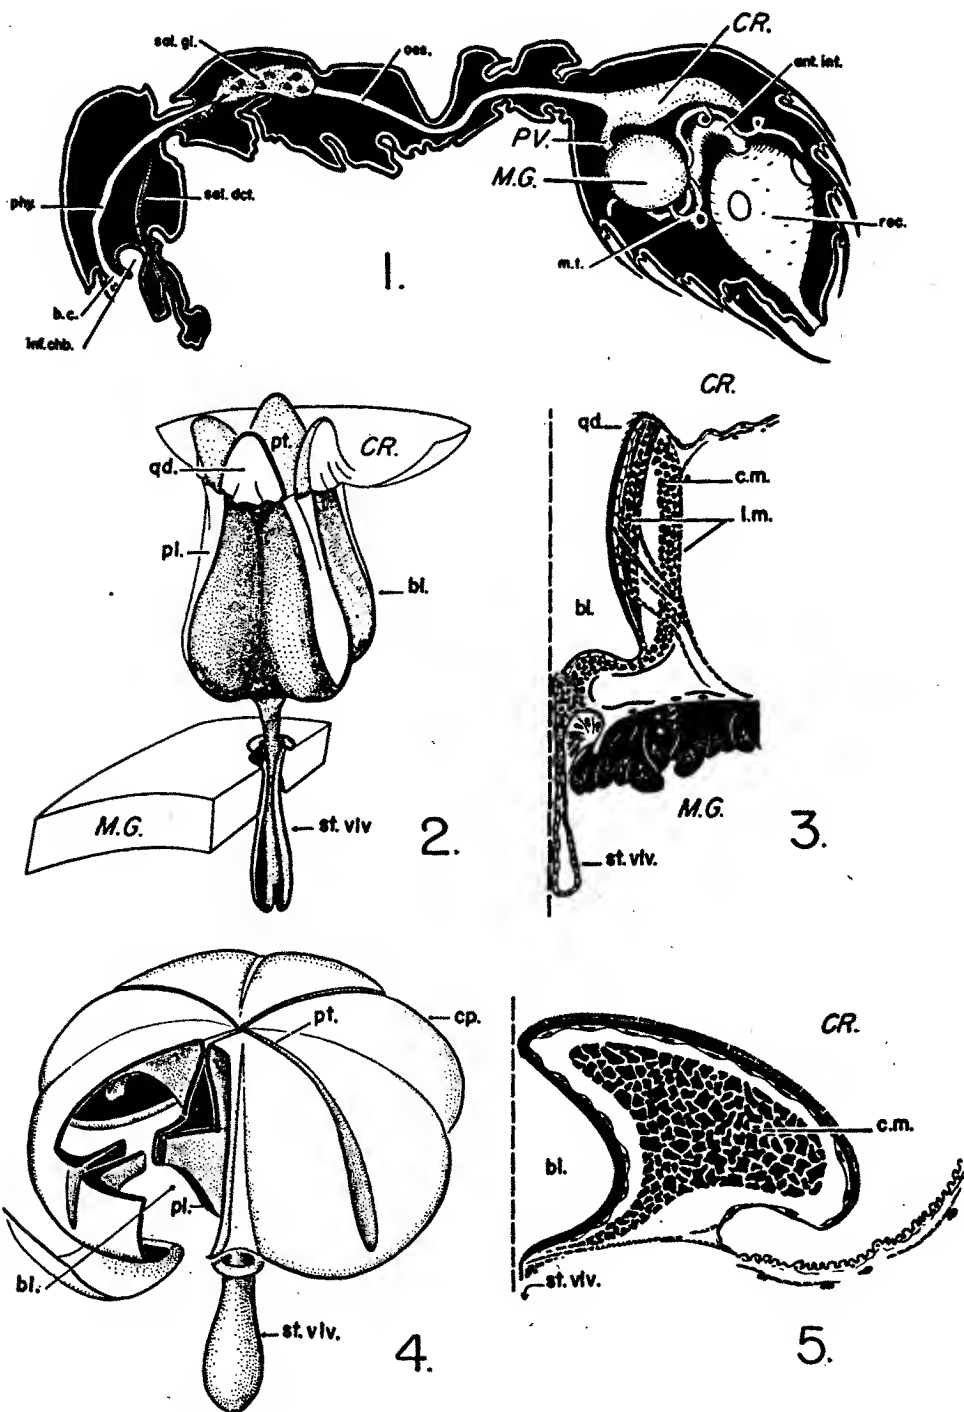 CR.
sal. gl.
oes.
ant. int.
PV.
M.G.
phy.
sal. dct.
rec.
m.t.
b.c.
inf. chb.
1.
CR.
pt.
CR.
qd.
qd.
c.m.
l.m.
pl.
bl.
bl.
M.G.
st. vlv
2.
M.G.
3.
st. vlv.
pt.
cp.
CR.
c.m.
bl.
pl.
bl.
st. vlv.
st. vlv.
4.
5.